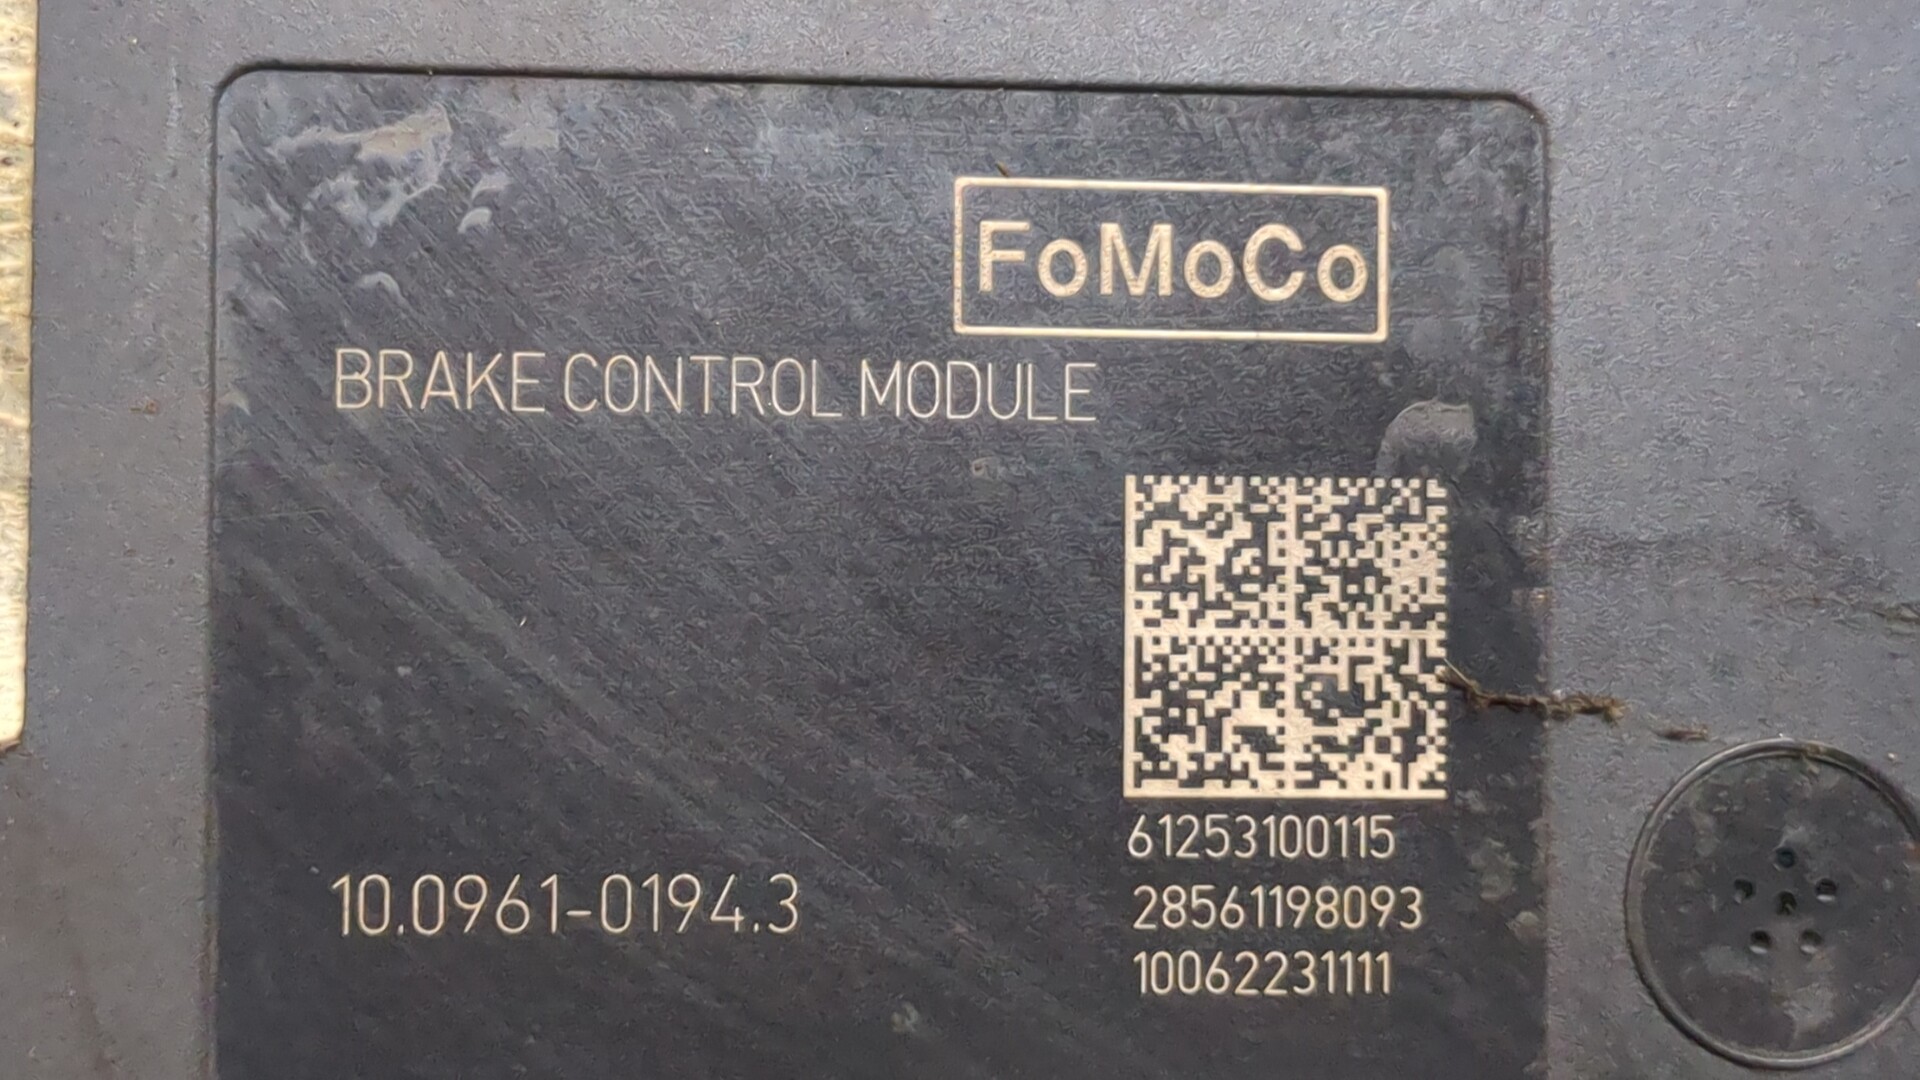 FoMoCo
BRAKE CONTROL MODULE
61253100115
10.0961-0194.3
28561198093
10062231111